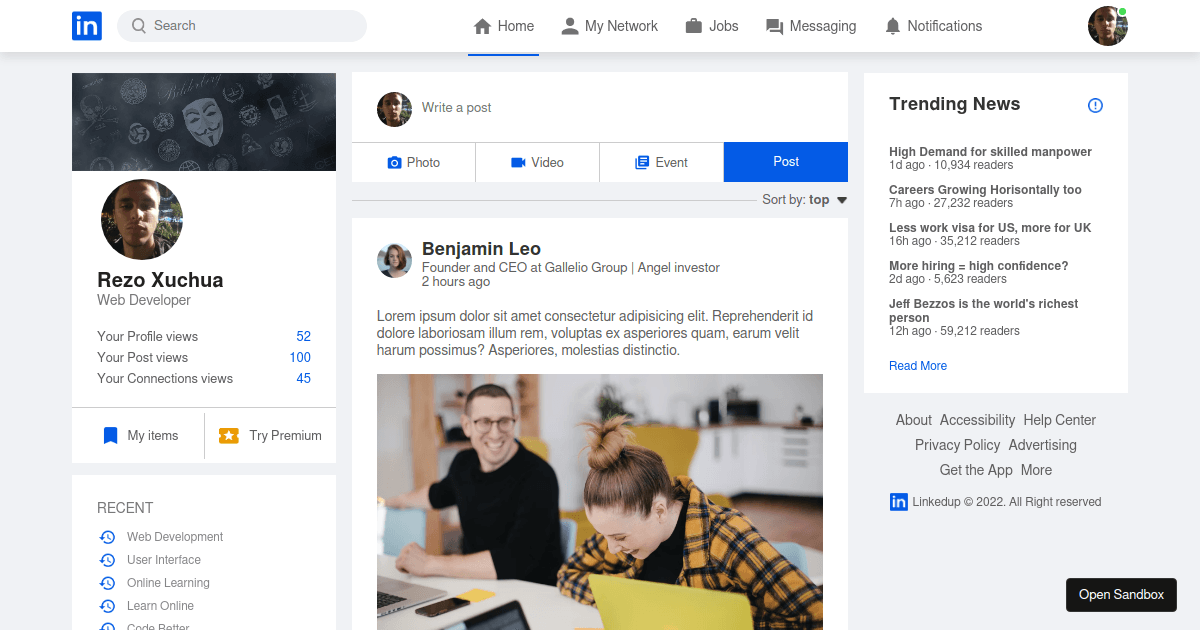 in
Search
Home
My Network
Jobs
Messaging
Notifications
Rezo Xuchua
Web Developer
Your Profile views 52
Your Post views 100
Your Connections views 45
My items
Try Premium
RECENT
Web Development
User Interface
Online Learning
Learn Online
Code Better
Write a post
Photo
Video
Event
Post
Sort by: top
Benjamin Leo
Founder and CEO at Gallelio Group | Angel investor
2 hours ago
Lorem ipsum dolor sit amet consectetur adipisicing elit. Reprehenderit id
dolore laboriosam illum rem, voluptas ex asperiores quam, earum velit
harum possimus? Asperiores, molestias distinctio.
Trending News
High Demand for skilled manpower
1d ago · 10,934 readers
Careers Growing Horisontally too
7h ago · 27,232 readers
Less work visa for US, more for UK
16h ago · 35,212 readers
More hiring = high confidence?
2d ago · 5,623 readers
Jeff Bezzos is the world's richest
person
12h ago · 59,212 readers
Read More
About Accessibility Help Center
Privacy Policy Advertising
Get the App More
in Linkedup © 2022. All Right reserved
Open Sandbox